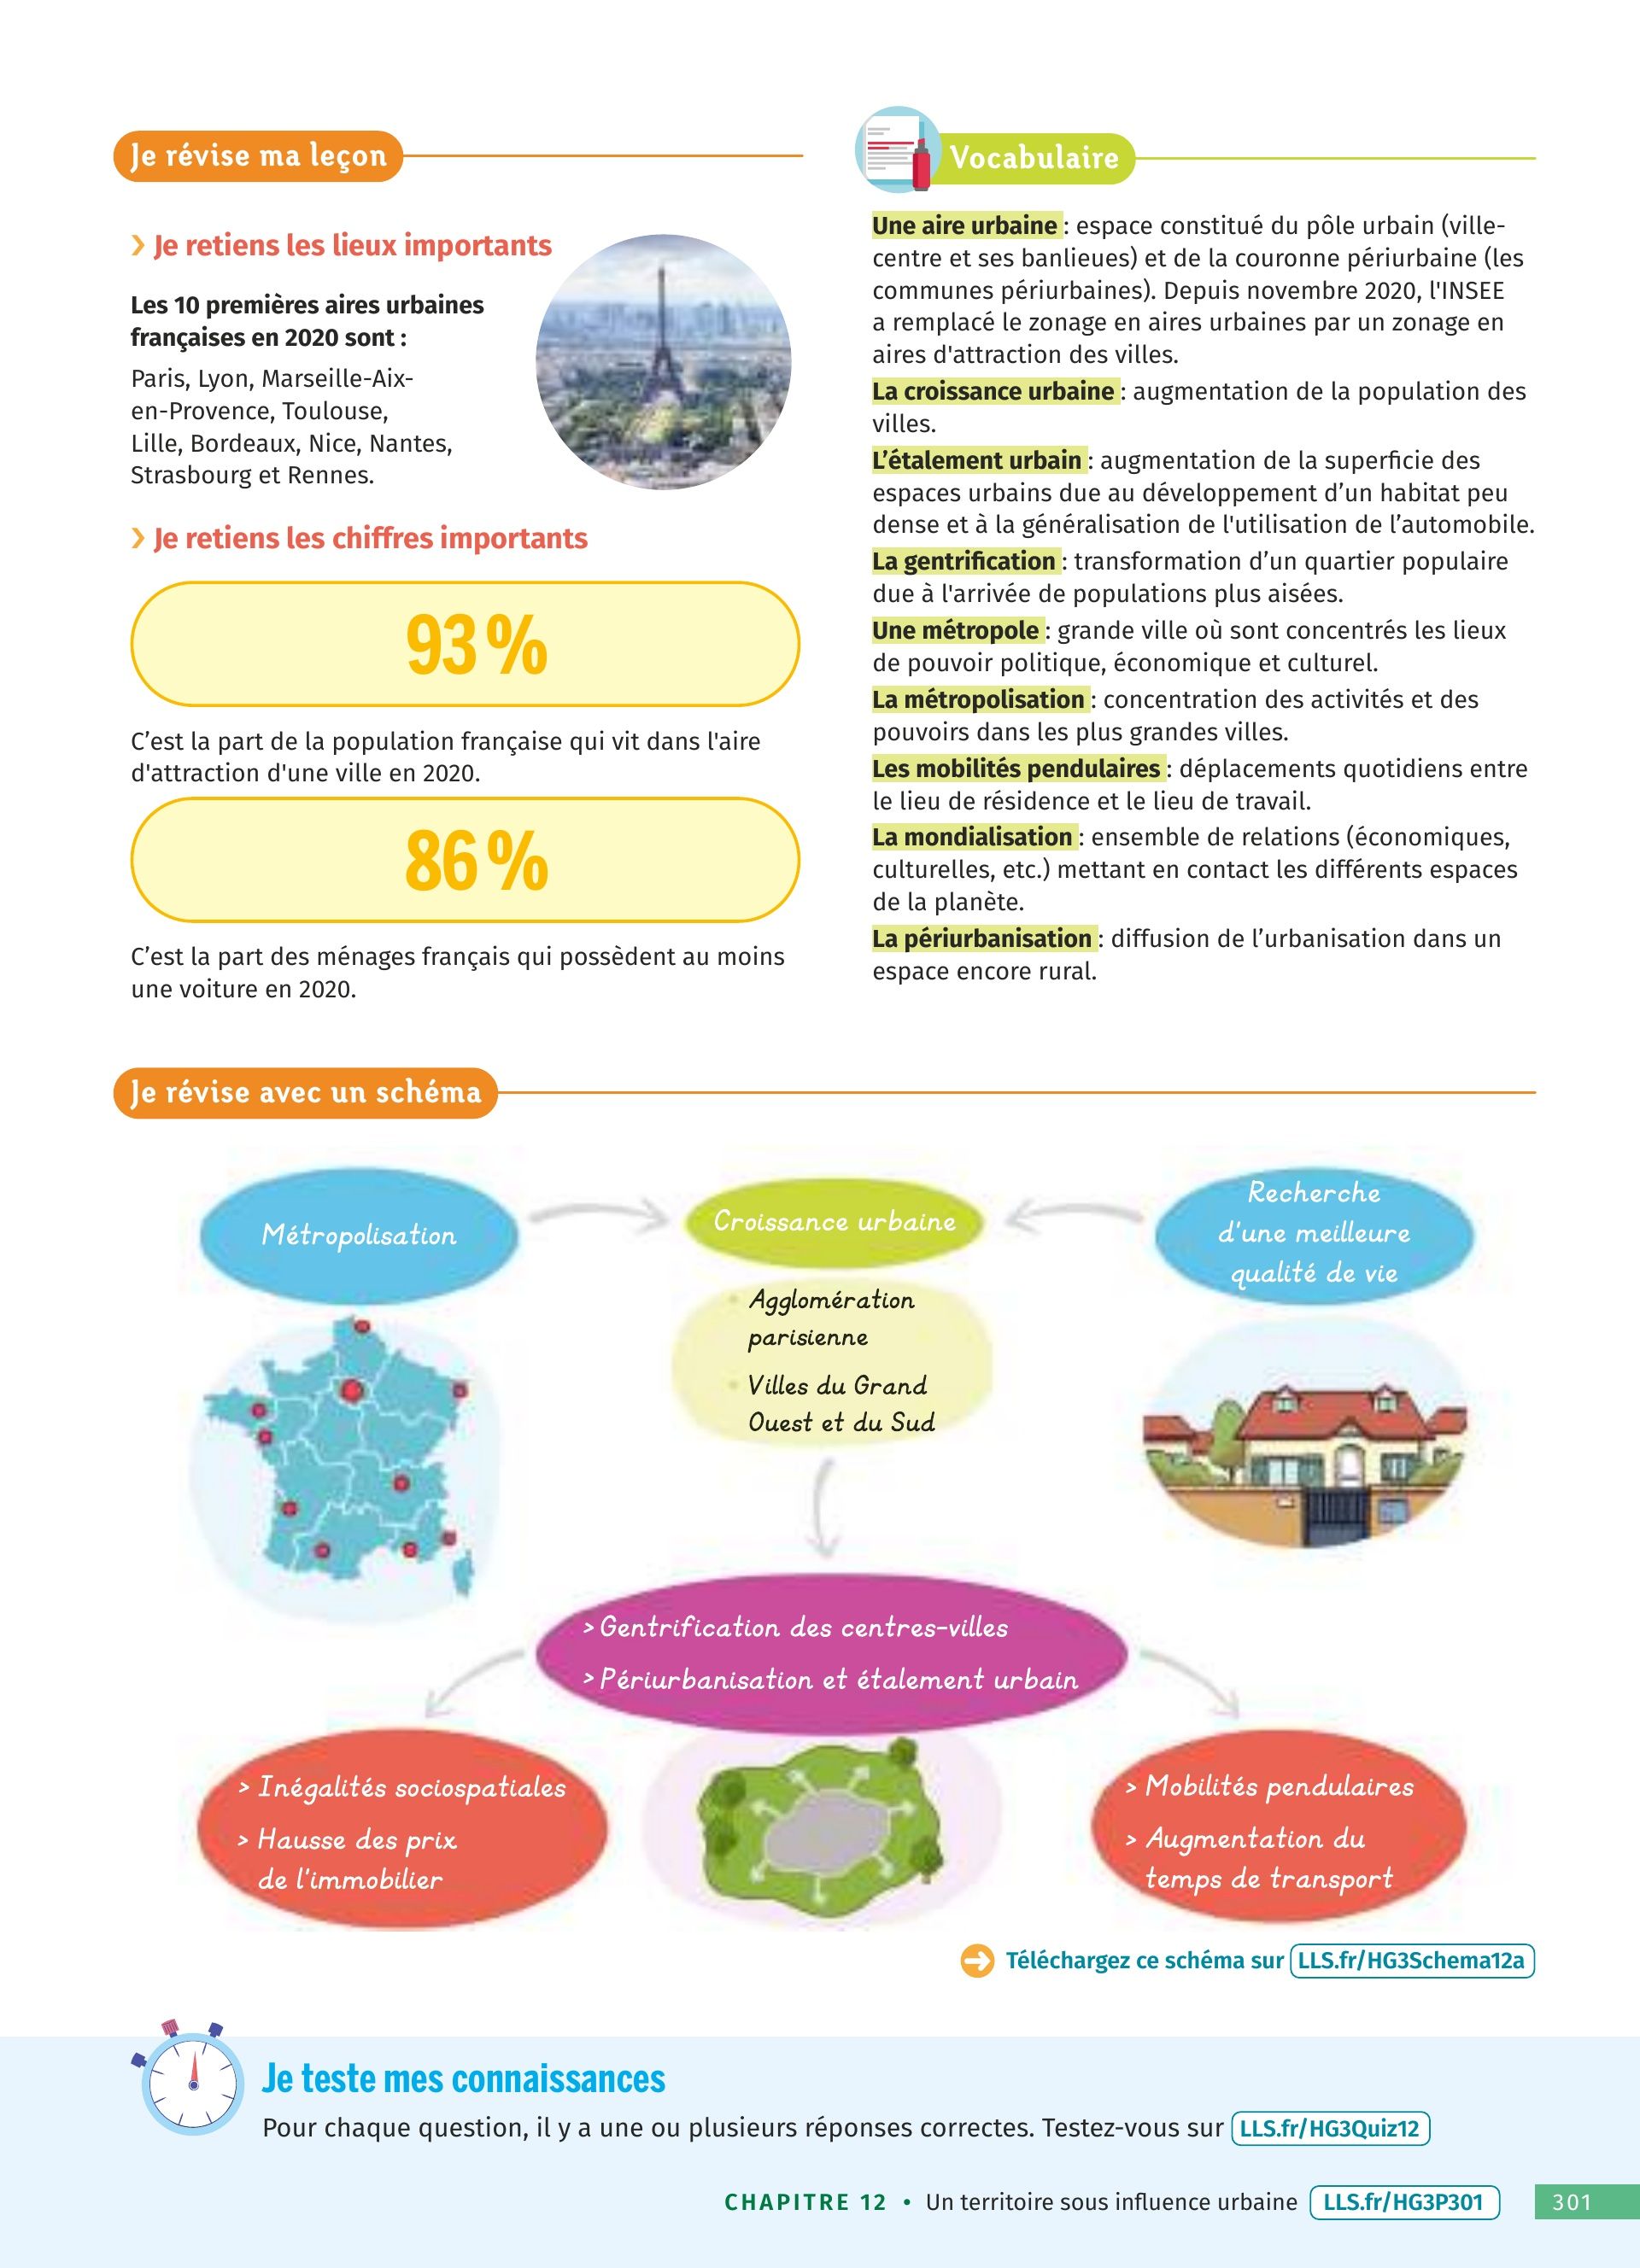 Je révise ma leçon
› Je retiens les lieux importants
Les 10 premières aires urbaines
françaises en 2020 sont :
Paris, Lyon, Marseille-Aix-
en-Provence, Toulouse,
Lille, Bordeaux, Nice, Nantes,
Strasbourg et Rennes.
› Je retiens les chiffres importants
93 %
C’est la part de la population française qui vit dans l'aire
d'attraction d'une ville en 2020.
86 %
C’est la part des ménages français qui possèdent au moins
une voiture en 2020.
Vocabulaire
Une aire urbaine : espace constitué du pôle urbain (ville-
centre et ses banlieues) et de la couronne périurbaine (les
communes périurbaines). Depuis novembre 2020, l'INSEE
a remplacé le zonage en aires urbaines par un zonage en
aires d'attraction des villes.
La croissance urbaine : augmentation de la population des
villes.
L’étalement urbain : augmentation de la superficie des
espaces urbains due au développement d’un habitat peu
dense et à la généralisation de l'utilisation de l’automobile.
La gentrification : transformation d’un quartier populaire
due à l'arrivée de populations plus aisées.
Une métropole : grande ville où sont concentrés les lieux
de pouvoir politique, économique et culturel.
La métropolisation : concentration des activités et des
pouvoirs dans les plus grandes villes.
Les mobilités pendulaires : déplacements quotidiens entre
le lieu de résidence et le lieu de travail.
La mondialisation : ensemble de relations (économiques,
culturelles, etc.) mettant en contact les différents espaces
de la planète.
La périurbanisation : diffusion de l’urbanisation dans un
espace encore rural.
Je révise avec un schéma
Métropolisation
Croissance urbaine
• Agglomération
parisienne
• Villes du Grand
Ouest et du Sud
Recherche
d'une meilleure
qualité de vie
> Gentrification des centres-villes
> Périurbanisation et étalement urbain
> Inégalités sociospatiales
> Hausse des prix
de l'immobilier
> Mobilités pendulaires
> Augmentation du
temps de transport
Téléchargez ce schéma sur LLS.fr/HG3Schema12a
Je teste mes connaissances
Pour chaque question, il y a une ou plusieurs réponses correctes. Testez-vous sur LLS.fr/HG3Quiz12
CHAPITRE 12 • Un territoire sous influence urbaine LLS.fr/HG3P301 301